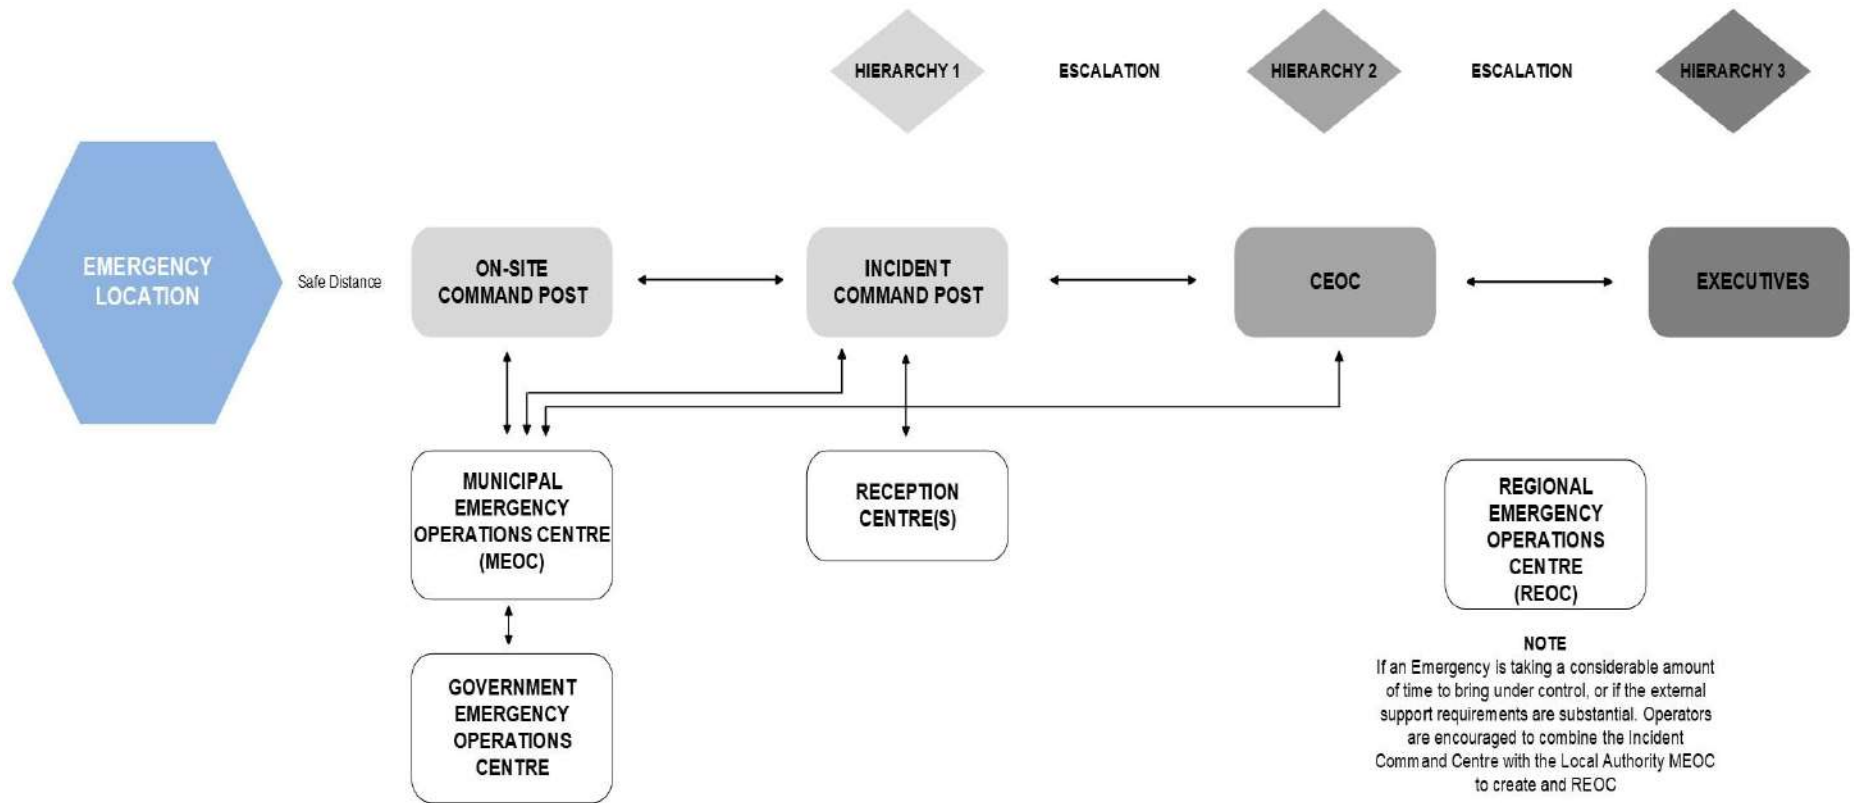 HIERARCHY 1
ESCALATION
HIERARCHY 2
ESCALATION
HIERARCHY 3
EMERGENCY
LOCATION
Safe Distance
ON-SITE
COMMAND POST
INCIDENT
COMMAND POST
CEOC
EXECUTIVES
MUNICIPAL
EMERGENCY
OPERATIONS CENTRE
(MEOC)
RECEPTION
CENTRE(S)
REGIONAL
EMERGENCY
OPERATIONS
CENTRE
(REOC)
GOVERNMENT
EMERGENCY
OPERATIONS
CENTRE
NOTE
If an Emergency is taking a considerable amount
of time to bring under control, or if the external
support requirements are substantial. Operators
are encouraged to combine the Incident
Command Centre with the Local Authority MEOC
to create and REOC